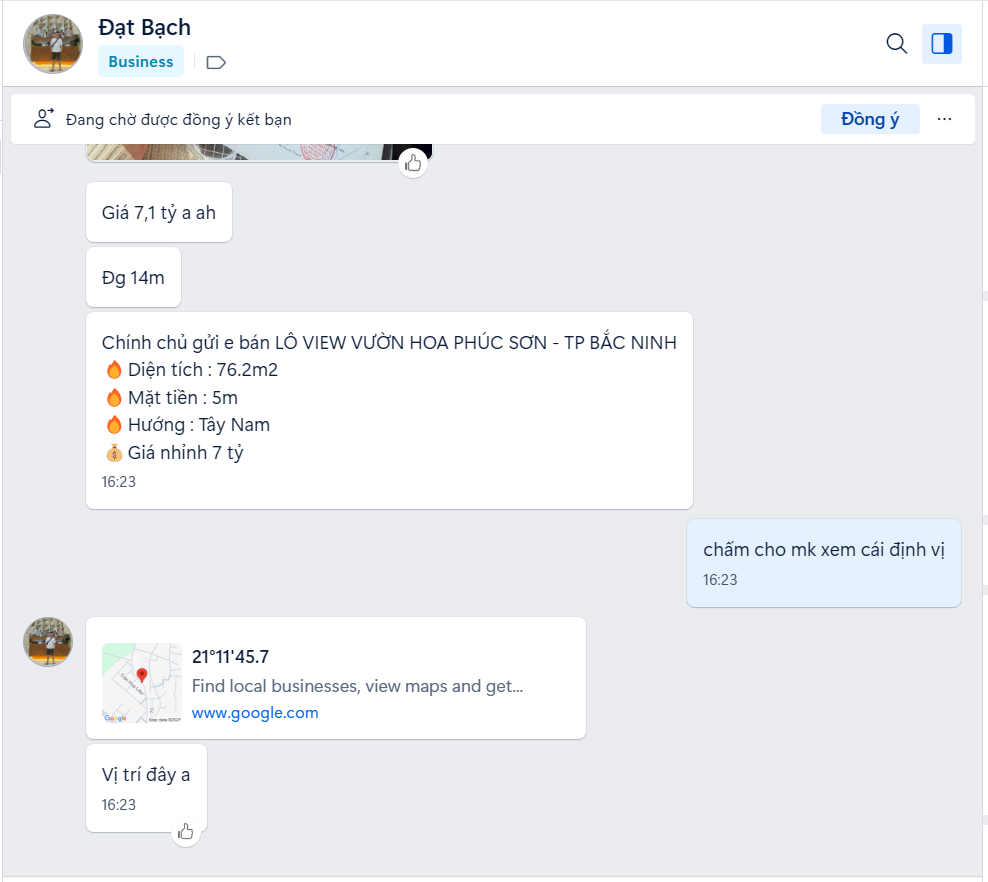 Đạt Bạch
Business
Đang chờ được đồng ý kết bạn
Đồng ý
Giá 7,1 tỷ a ah
Đg 14m
Chính chủ gửi e bán LÔ VIEW VƯỜN HOA PHÚC SƠN - TP BẮC NINH
🔥 Diện tích : 76.2m2
🔥 Mặt tiền : 5m
🔥 Hướng : Tây Nam
💰 Giá nhỉnh 7 tỷ
16:23
chấm cho mk xem cái định vị
16:23
21°11'45.7
Find local businesses, view maps and get...
www.google.com
Google
Vị trí đây a
16:23